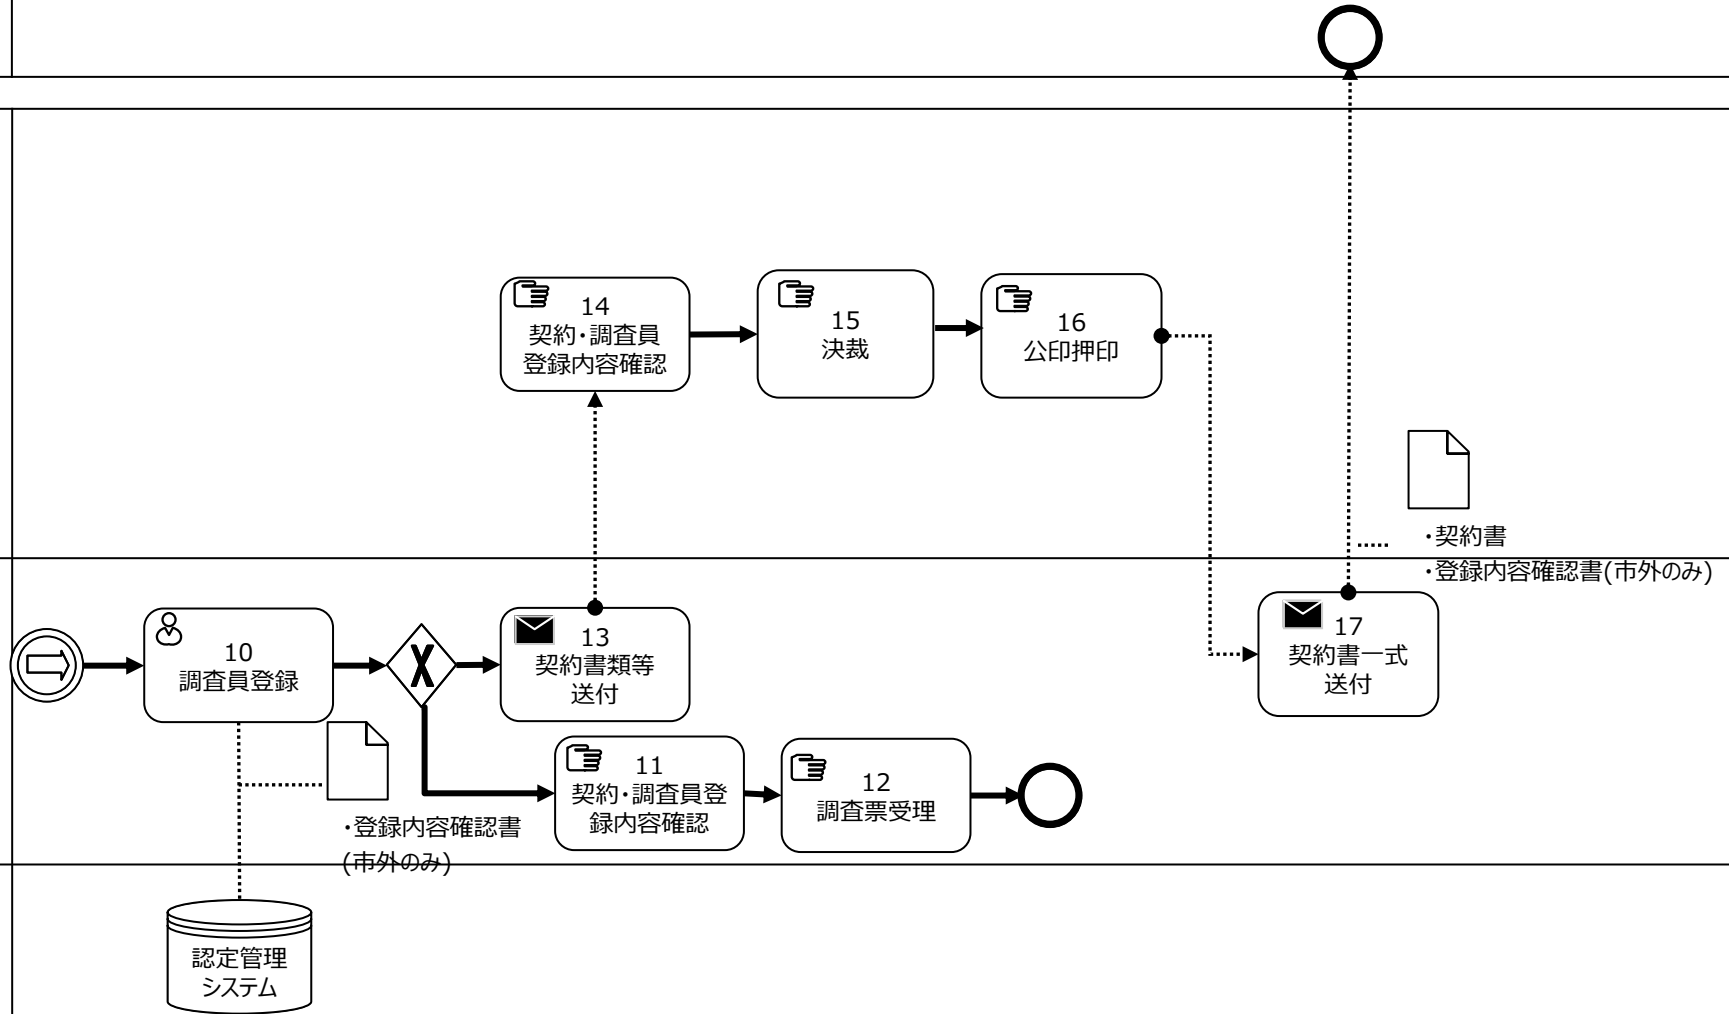 14
契約・調査員
登録内容確認
15
決裁
16
公印押印
・契約書
・登録内容確認書(市外のみ)
10
調査員登録
X
13
契約書類等
送付
17
契約書一式
送付
11
契約・調査員登
録内容確認
12
調査票受理
・登録内容確認書
(市外のみ)
認定管理
システム